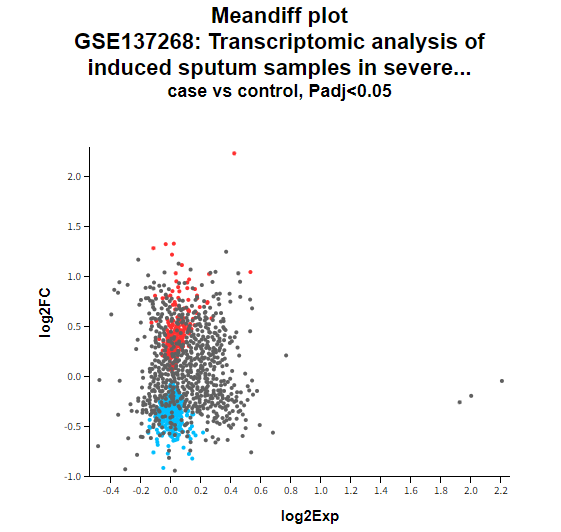 Meandiff plot
GSE137268: Transcriptomic analysis of
induced sputum samples in severe...
case vs control, Padj<0.05
log2FC
2.0
1.5
1.0
0.5
0.0
-0.5
-1.0
-0.4 -0.2 0.0 0.2 0.4 0.6 0.8 1.0 1.2 1.4 1.6 1.8 2.0 2.2
log2Exp